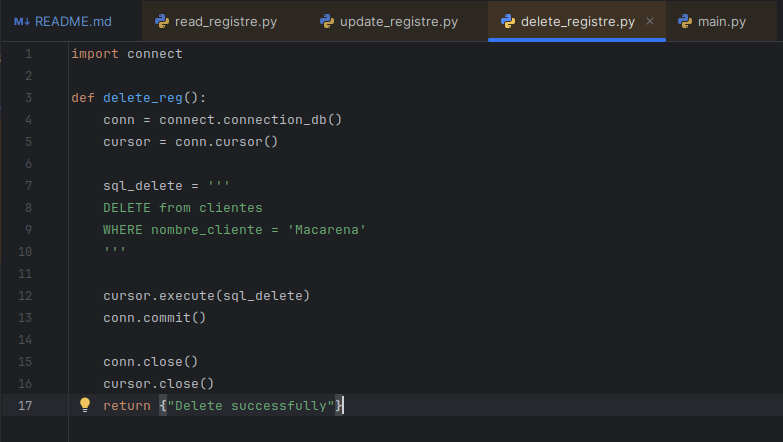 README.md read_registre.py update_registre.py delete_registre.py main.py
1 import connect
2
3 def delete_reg():
4 conn = connect.connection_db()
5 cursor = conn.cursor()
6
7 sql_delete = '''
8 DELETE from clientes
9 WHERE nombre_cliente = 'Macarena'
10 '''
11
12 cursor.execute(sql_delete)
13 conn.commit()
14
15 conn.close()
16 cursor.close()
17 return {"Delete successfully"}